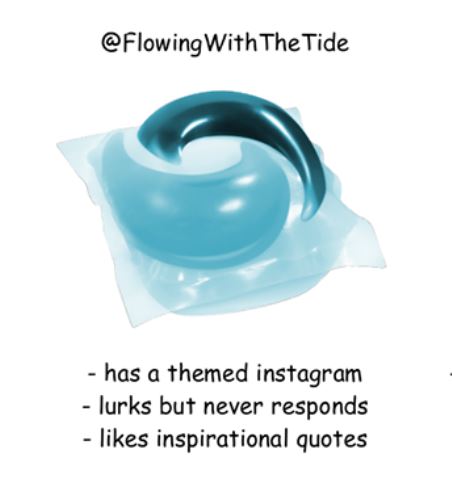 @FlowingWithTheTide
- has a themed instagram
- lurks but never responds
- likes inspirational quotes